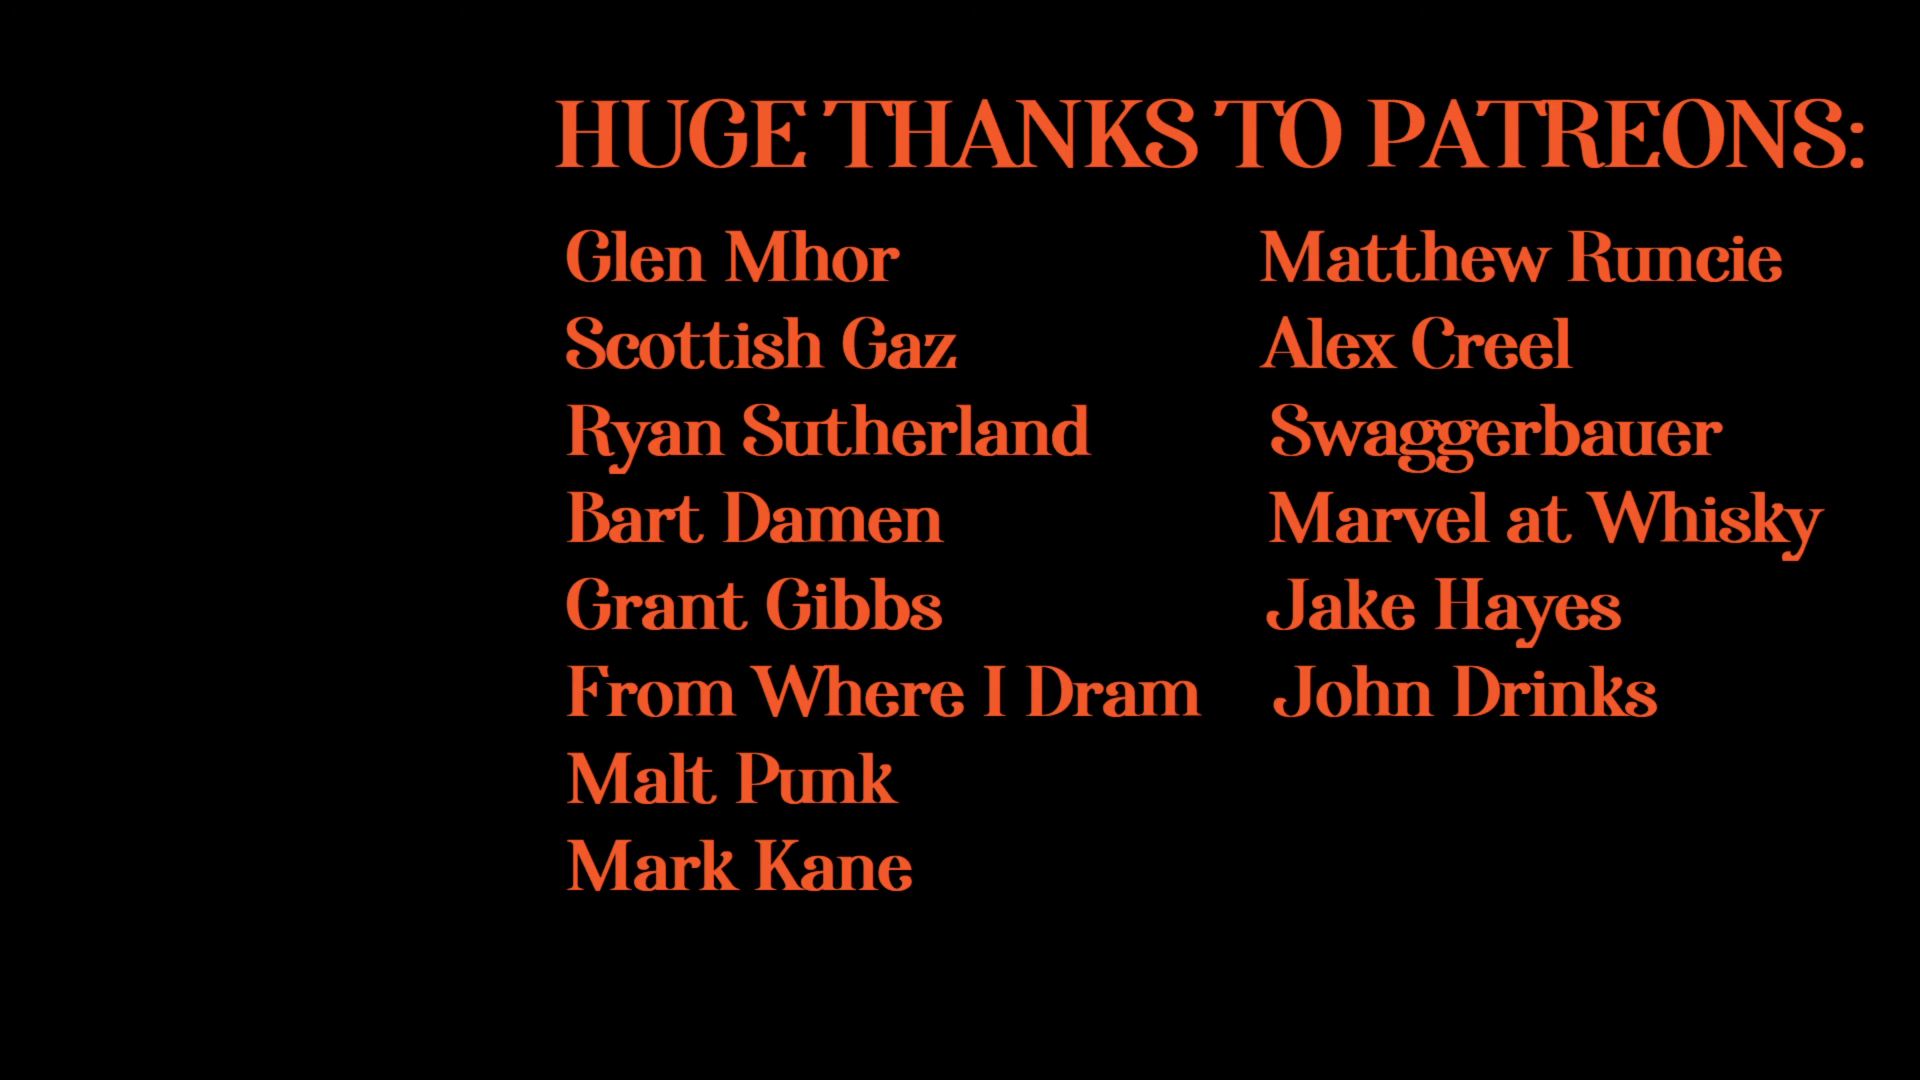 HUGE THANKS TO PATREONS:
Glen Mhor
Scottish Gaz
Ryan Sutherland
Bart Damen
Grant Gibbs
From Where I Dram
Malt Punk
Mark Kane
Matthew Runcie
Alex Creel
Swaggerbauer
Marvel at Whisky
Jake Hayes
John Drinks